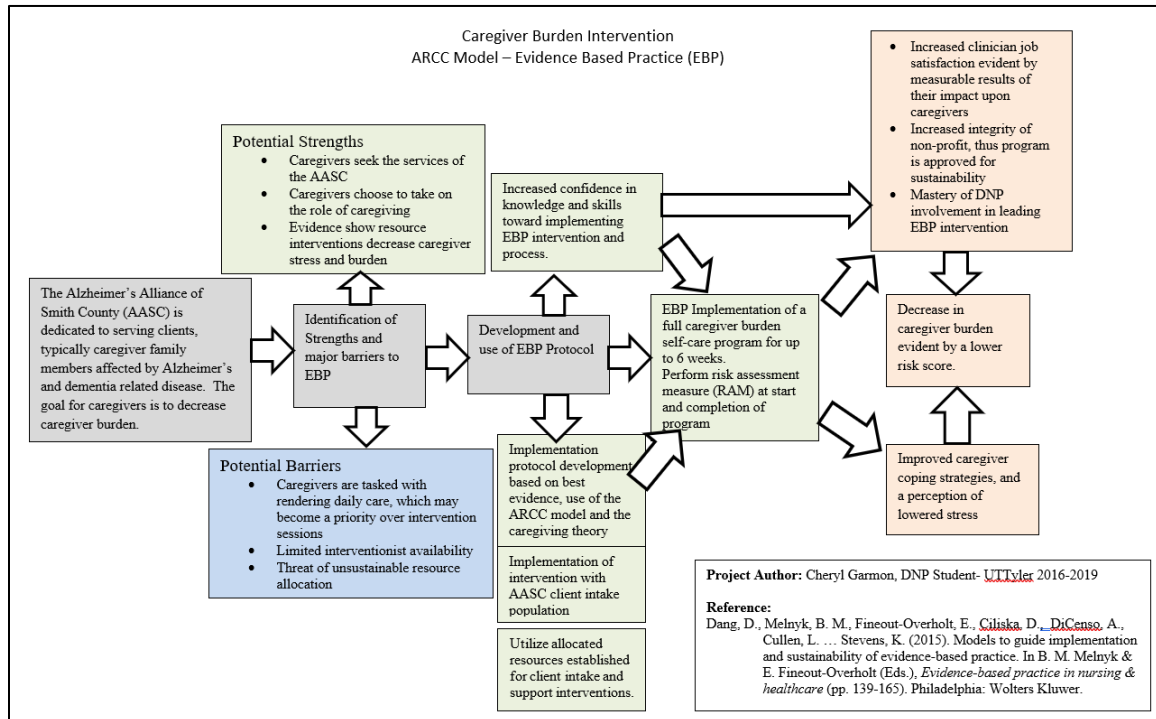 Caregiver Burden Intervention
ARCC Model – Evidence Based Practice (EBP)
Potential Strengths
• Caregivers seek the services of
the AASC
• Caregivers choose to take on
the role of caregiving
• Evidence show resource
interventions decrease caregiver
stress and burden
The Alzheimer's Alliance of
Smith County (AASC) is
dedicated to serving clients,
typically caregiver family
members affected by Alzheimer's
and dementia related disease. The
goal for caregivers is to decrease
caregiver burden.
Identification of
Strengths and
major barriers to
EBP
Potential Barriers
• Caregivers are tasked with
rendering daily care, which may
become a priority over intervention
sessions
• Limited interventionist availability
• Threat of unsustainable resource
allocation
Increased confidence in
knowledge and skills
toward implementing
EBP intervention and
process.
Development and
use of EBP Protocol
Implementation
protocol development
based on best
evidence, use of the
ARCC model and the
caregiving theory
Implementation of
intervention with
AASC client intake
population
Utilize allocated
resources established
for client intake and
support interventions.
EBP Implementation of a
full caregiver burden
self-care program for up
to 6 weeks.
Perform risk assessment
measure (RAM) at start
and completion of
program
• Increased clinician job
satisfaction evident by
measurable results of
their impact upon
caregivers
• Increased integrity of
non-profit, thus program
is approved for
sustainability
• Mastery of DNP
involvement in leading
EBP intervention
Decrease in
caregiver burden
evident by a lower
risk score.
Improved caregiver
coping strategies, and
a perception of
lowered stress
Project Author: Cheryl Garmon, DNP Student- UTTyler 2016-2019
Reference:
Dang, D., Melnyk, B. M., Fineout-Overholt, E., Ciliska, D., DiCenso, A.,
Cullen, L. … Stevens, K. (2015). Models to guide implementation
and sustainability of evidence-based practice. In B. M. Melnyk &
E. Fineout-Overholt (Eds.), Evidence-based practice in nursing &
healthcare (pp. 139-165). Philadelphia: Wolters Kluwer.